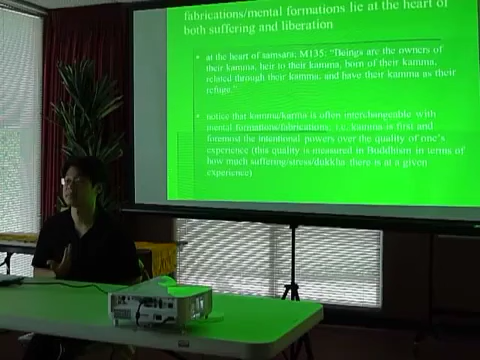 fabrications/mental formations lie at the heart of
both suffering and liberation
• at the heart of samsara: M135: "Beings are the owners of
their kamma, heir to their kamma, born of their kamma,
related through their kamma, and have their kamma as their
refuge."
• notice that kamma/karma is often interchangeable with
mental formations/fabrications, i.e. kamma is first and
foremost the intentional powers over the quality of one's
experience (this quality is measured in Buddhism in terms of
how much suffering/stress/dukkha there is at a given
experience)